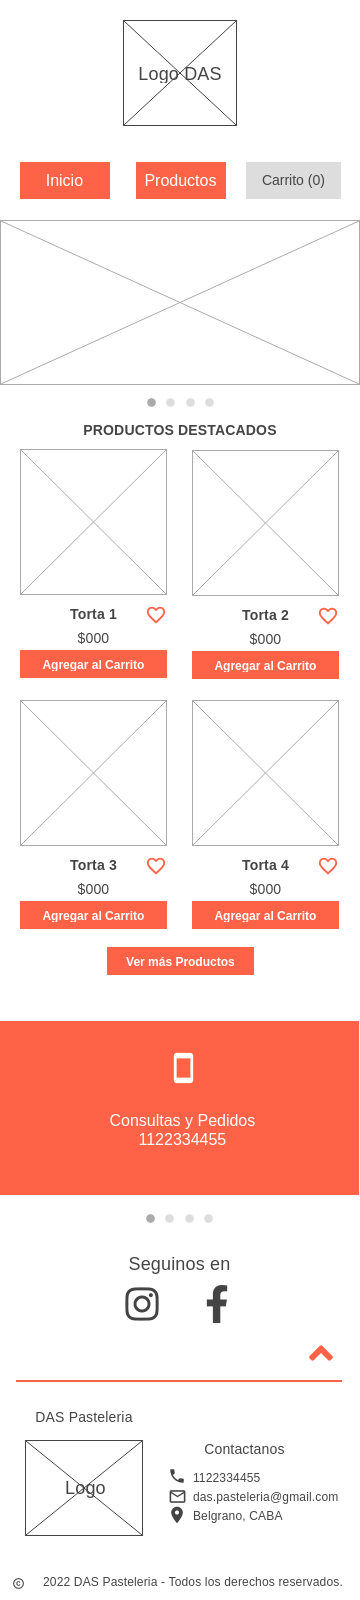 Logo DAS
Inicio
Productos
Carrito (0)
PRODUCTOS DESTACADOS
Torta 1
$000
Agregar al Carrito
Torta 2
$000
Agregar al Carrito
Torta 3
$000
Agregar al Carrito
Torta 4
$000
Agregar al Carrito
Ver más Productos
Consultas y Pedidos
1122334455
Seguinos en
DAS Pasteleria
Logo
Contactanos
1122334455
das.pasteleria@gmail.com
Belgrano, CABA
© 2022 DAS Pasteleria - Todos los derechos reservados.